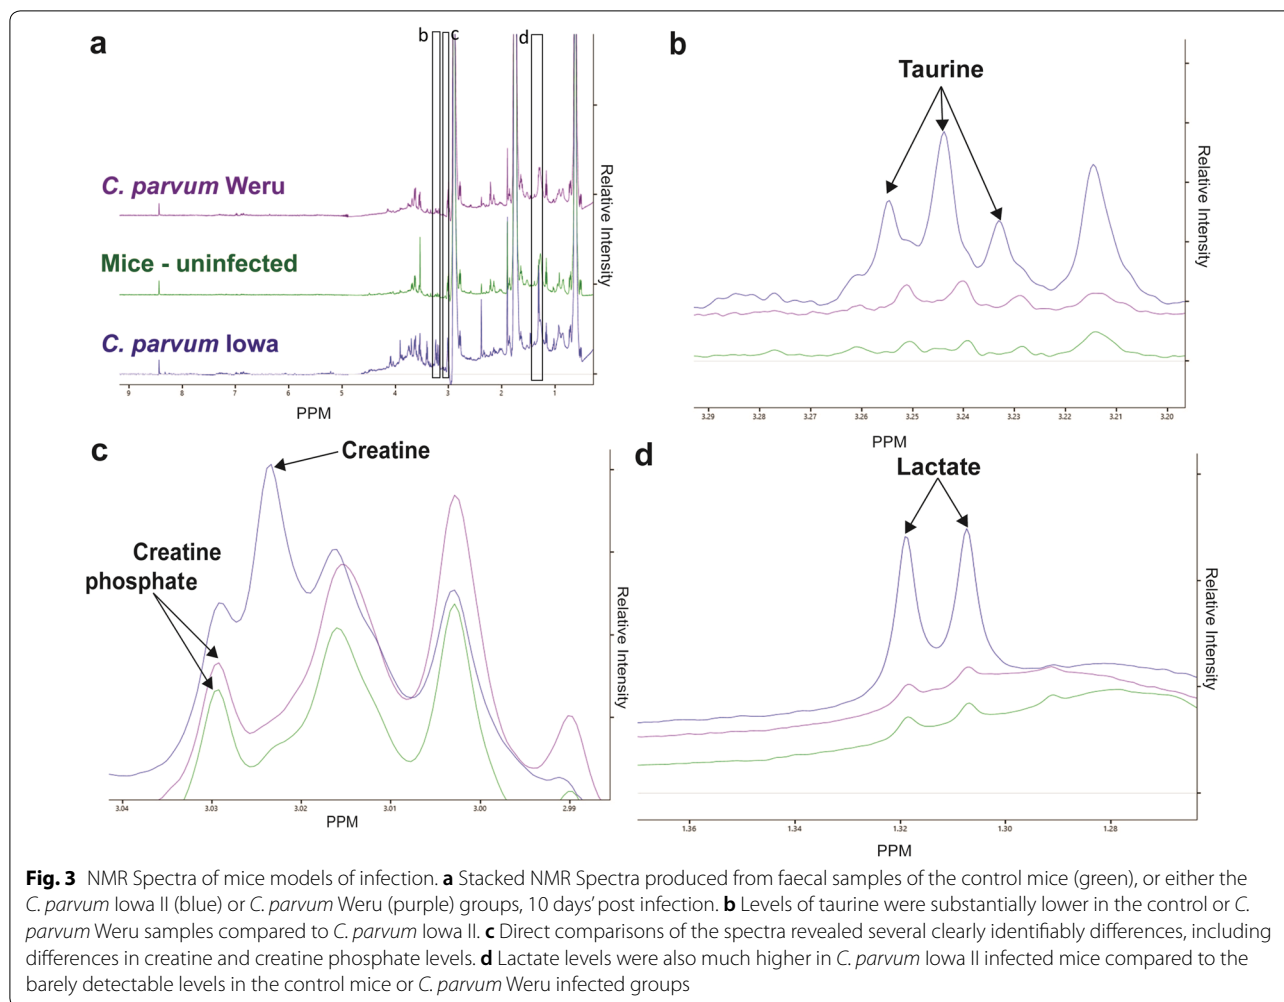 a
b
c
d
C. parvum Weru
Mice - uninfected
C. parvum Iowa
Relative Intensity
9 8 7 6 5 4 3 2 1
PPM
b
Taurine
Relative Intensity
3.29 3.28 3.27 3.26 3.25 3.24 3.23 3.22 3.21 3.20
PPM
c
Creatine
Creatine
phosphate
Relative Intensity
3.04 3.03 3.02 3.01 3.00 2.99
PPM
d
Lactate
Relative Intensity
1.36 1.34 1.32 1.30 1.28
PPM
Fig. 3 NMR Spectra of mice models of infection. a Stacked NMR Spectra produced from faecal samples of the control mice (green), or either the
C. parvum Iowa II (blue) or C. parvum Weru (purple) groups, 10 days’ post infection. b Levels of taurine were substantially lower in the control or C.
parvum Weru samples compared to C. parvum Iowa II. c Direct comparisons of the spectra revealed several clearly identifiably differences, including
differences in creatine and creatine phosphate levels. d Lactate levels were also much higher in C. parvum Iowa II infected mice compared to the
barely detectable levels in the control mice or C. parvum Weru infected groups